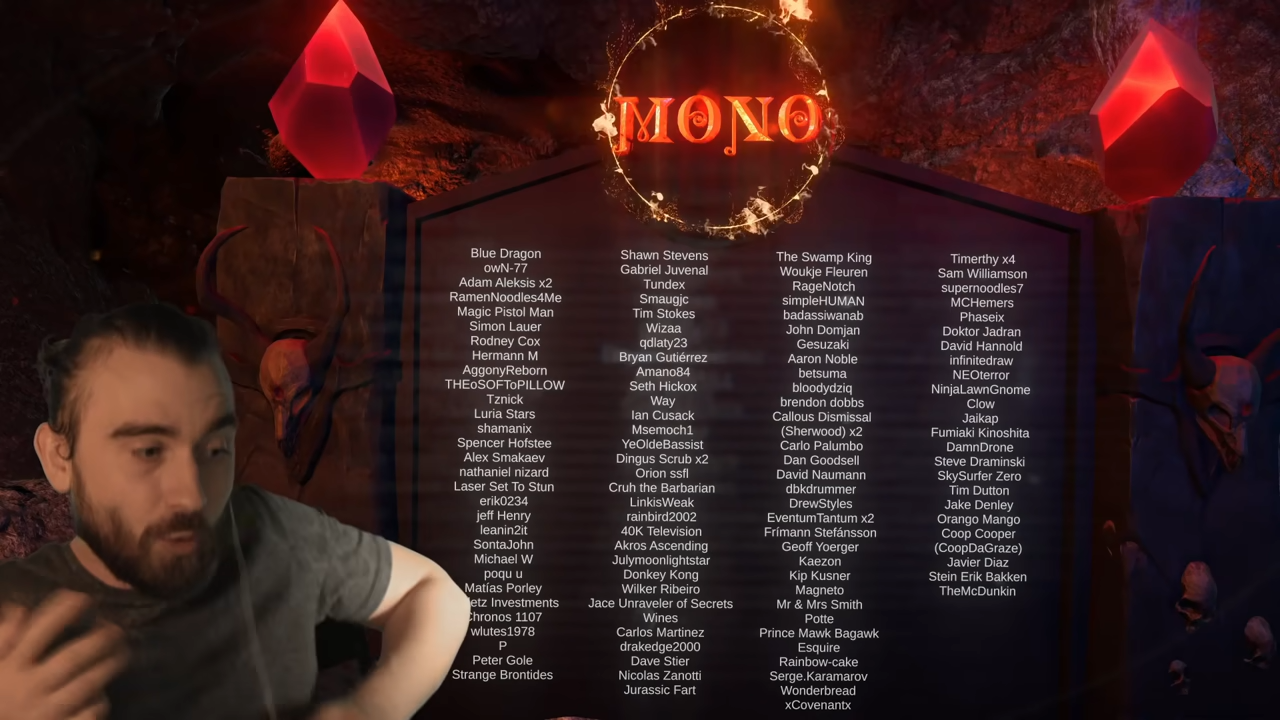 MONO
Blue Dragon
owN-77
Adam Aleksis x2
RamenNoodles4Me
Magic Pistol Man
Simon Lauer
Rodney Cox
Hermann M
AggonyReborn
THEoSOFToPILLOW
Tznick
Luria Stars
shamanix
Spencer Hofstee
Alex Smakaev
nathaniel nizard
Laser Set To Stun
erik0234
jeff Henry
leanin2it
SontaJohn
Michael W
poqu u
Matías Porley
Investments
Chronos 1107
wlutes1978
P
Peter Gole
Strange Brontides
Shawn Stevens
Gabriel Juvenal
Tundex
Smaugjc
Tim Stokes
Wizaa
qdlaty23
Bryan Gutiérrez
Amano84
Seth Hickox
Way
Ian Cusack
Msemoch1
YeOldeBassist
Dingus Scrub x2
Orion ssfl
Cruh the Barbarian
LinkisWeak
rainbird2002
40K Television
Akros Ascending
Julymoonlightstar
Donkey Kong
Wilker Ribeiro
Jace Unraveler of Secrets
Wines
Carlos Martinez
drakedge2000
Dave Stier
Nicolas Zanotti
Jurassic Fart
The Swamp King
Woukje Fleuren
RageNotch
simpleHUMAN
badassiwanab
John Domjan
Gesuzaki
Aaron Noble
betsuma
bloodydziq
brendon dobbs
Callous Dismissal
(Sherwood) x2
Carlo Palumbo
Dan Goodsell
David Naumann
dbkdrummer
DrewStyles
EventumTantum x2
Frímann Stefánsson
Geoff Yoerger
Kaezon
Kip Kusner
Magneto
Mr & Mrs Smith
Potte
Prince Mawk Bagawk
Esquire
Rainbow-cake
Serge.Karamarov
Wonderbread
xCovenantx
Timerthy x4
Sam Williamson
supernoodles7
MCHemers
Phaseix
Doktor Jadran
David Hannold
infinitedraw
NEOterror
NinjaLawnGnome
Clow
Jaikap
Fumiaki Kinoshita
DamnDrone
Steve Draminski
SkySurfer Zero
Tim Dutton
Jake Denley
Orango Mango
Coop Cooper
(CoopDaGraze)
Javier Diaz
Stein Erik Bakken
TheMcDunkin